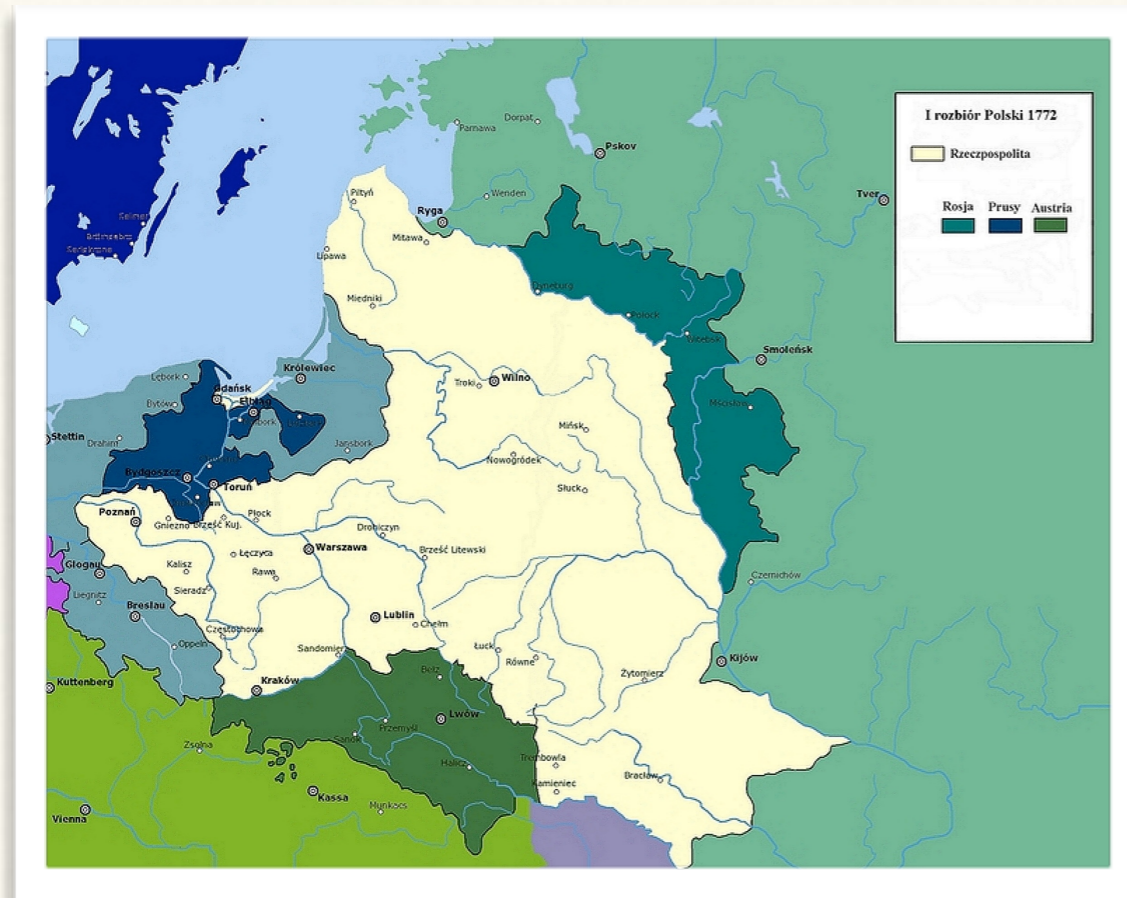 I rozbiór Polski 1772
Rzeczpospolita
Rosja Prusy Austria
Parnawa
Dorpat
Pskov
Tver
Wenden
Piltyń
Ryga
Mitawa
Lipawa
Dyneburg
Miedniki
Połock
Witebsk
Smoleńsk
Królewiec
Lębork
Gdańsk
Elbląg
Bytów
Troki
Wilno
Mścisław
Stettin
Drahim
Jansbork
Mińsk
Nowogródek
Bydgoszcz
Toruń
Słuck
Poznań
Gniezno
Brześć Kuj.
Płock
Drohiczyn
Warszawa
Brześć Litewski
Łęczyca
Glogau
Kalisz
Rawa
Czernichów
Liegnitz
Sieradz
Breslau
Lublin
Chełm
Częstochowa
Oppeln
Sandomierz
Łuck
Równe
Kijów
Żytomierz
Kuttenberg
Kraków
Bełz
Lwów
Przemyśl
Sanok
Zsolna
Halicz
Trembowla
Kamieniec
Bracław
Kassa
Munkacs
Vienna